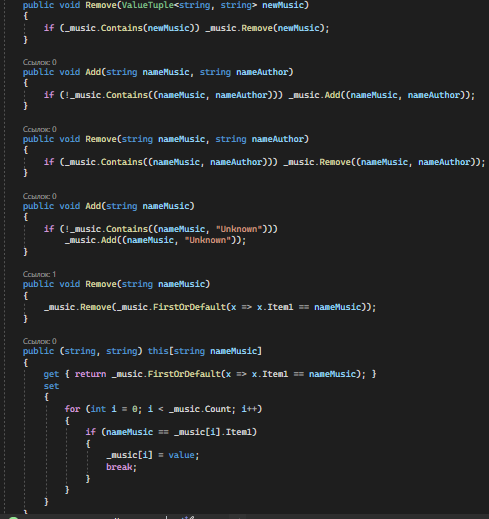 public void Remove(ValueTuple<string, string> newMusic)
{
if (_music.Contains(newMusic)) _music.Remove(newMusic);
}
Ссылок: 0
public void Add(string nameMusic, string nameAuthor)
{
if (!_music.Contains((nameMusic, nameAuthor))) _music.Add((nameMusic, nameAuthor));
}
Ссылок: 0
public void Remove(string nameMusic, string nameAuthor)
{
if (_music.Contains((nameMusic, nameAuthor))) _music.Remove((nameMusic, nameAuthor));
}
Ссылок: 0
public void Add(string nameMusic)
{
if (!_music.Contains((nameMusic, "Unknown")))
_music.Add((nameMusic, "Unknown"));
}
Ссылок: 1
public void Remove(string nameMusic)
{
_music.Remove(_music.FirstOrDefault(x => x.Item1 == nameMusic));
}
Ссылок: 0
public (string, string) this[string nameMusic]
{
get { return _music.FirstOrDefault(x => x.Item1 == nameMusic); }
set
{
for (int i = 0; i < _music.Count; i++)
{
if (nameMusic == _music[i].Item1)
{
_music[i] = value;
break;
}
}
}
}